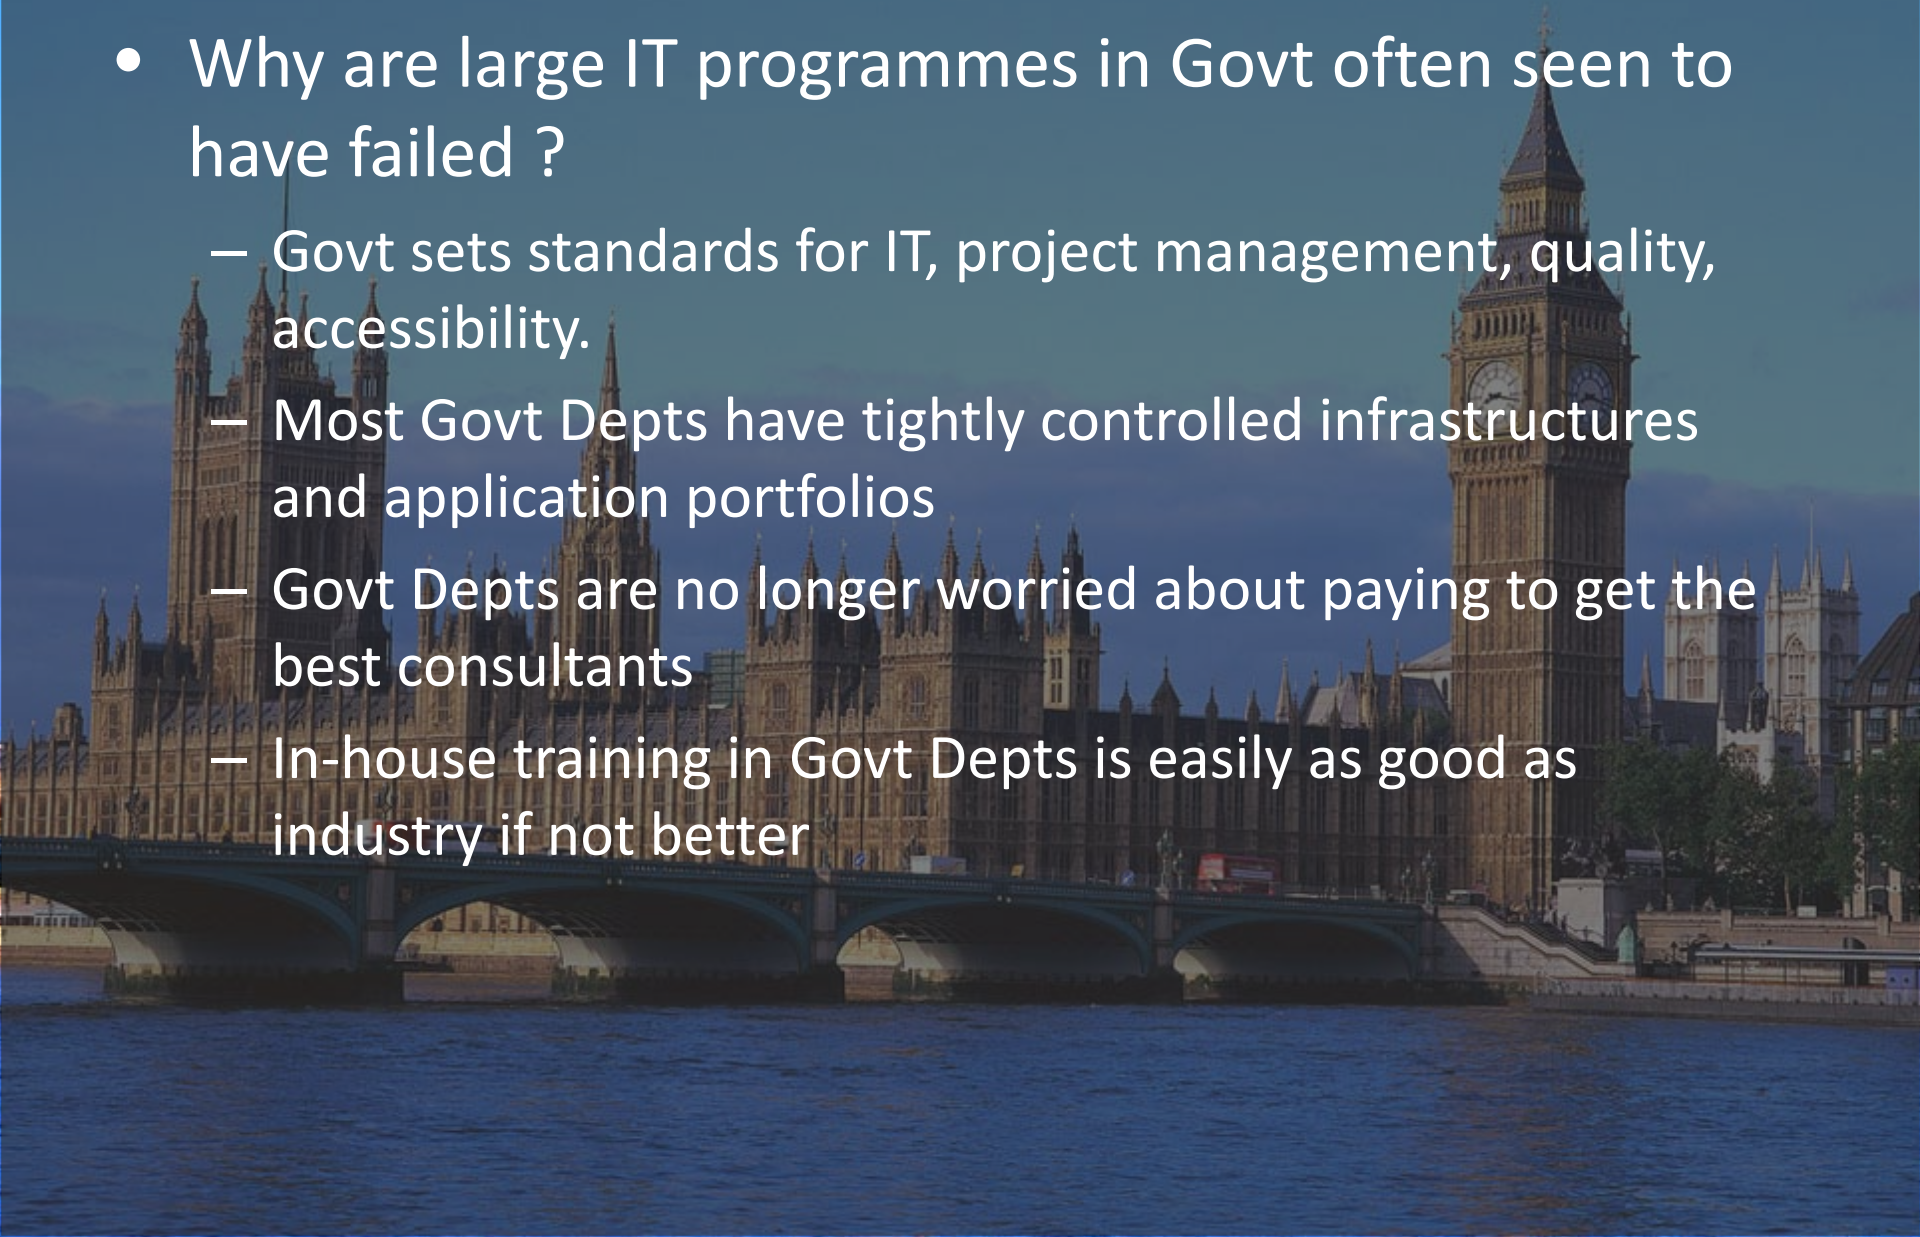 • Why are large IT programmes in Govt often seen to
have failed ?
– Govt sets standards for IT, project management, quality,
accessibility.
– Most Govt Depts have tightly controlled infrastructures
and application portfolios
– Govt Depts are no longer worried about paying to get the
best consultants
– In-house training in Govt Depts is easily as good as
industry if not better